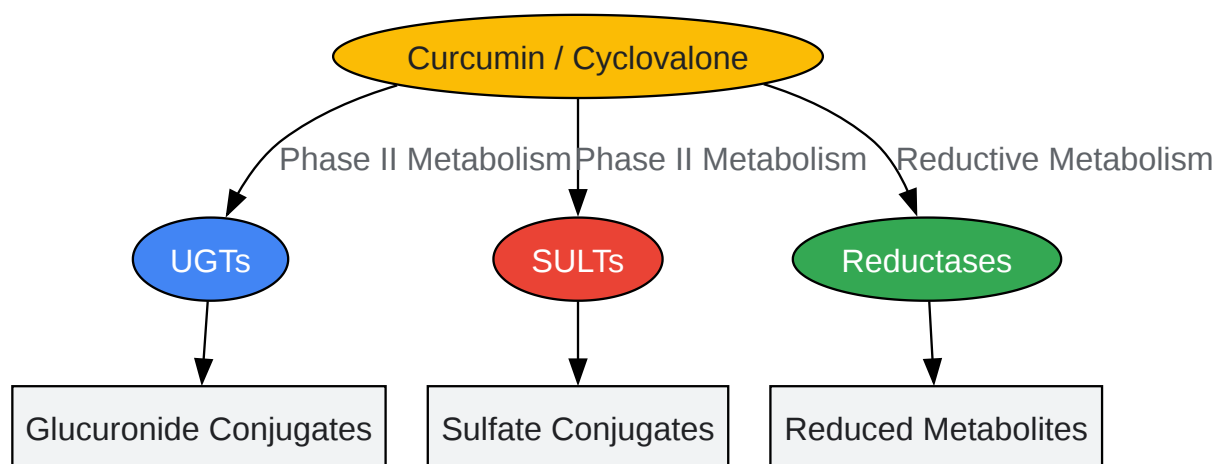 Curcumin / Cyclovalone
Phase II Metabolism
Phase II Metabolism
Reductive Metabolism
UGTs
SULTs
Reductases
Glucuronide Conjugates
Sulfate Conjugates
Reduced Metabolites